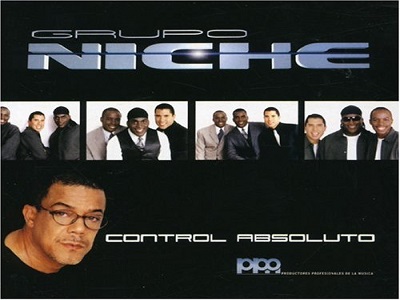 GRUPO
NICHE
CONTROL ABSOLUTO
ppm
PRODUCTORES PROFESIONALES DE LA MUSICA